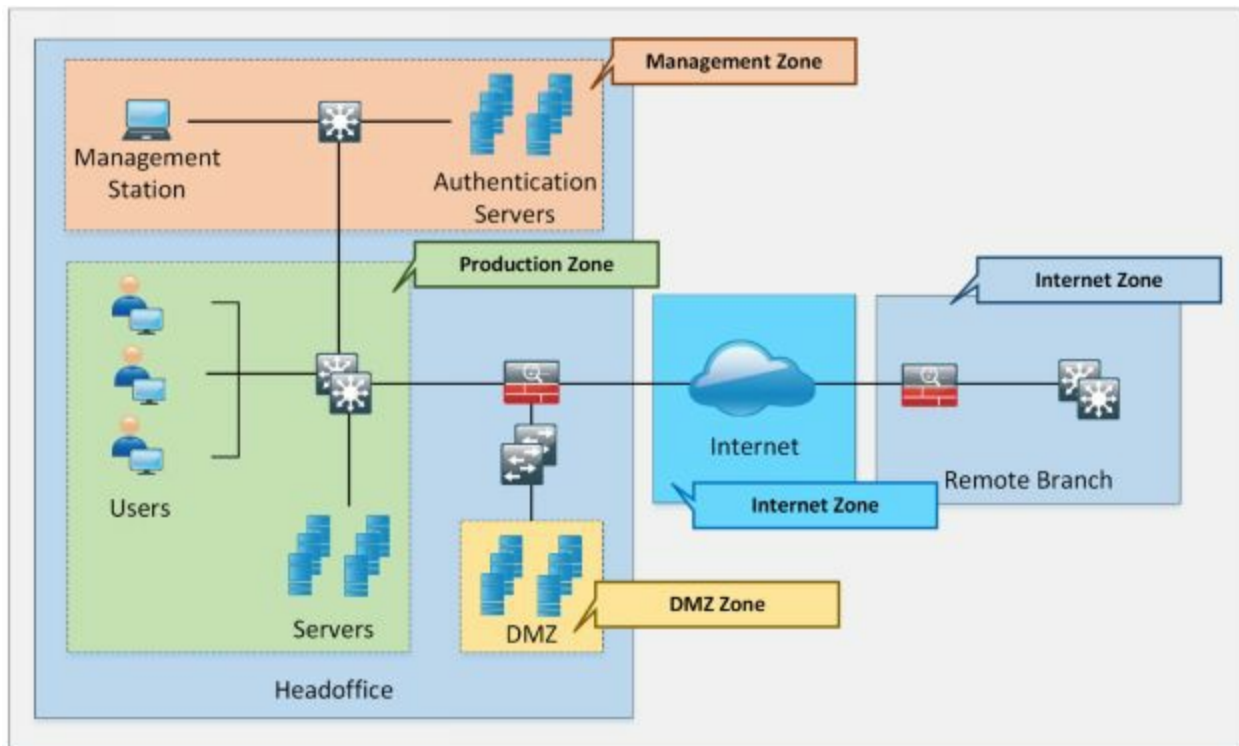 Management Zone
Management
Station
Authentication
Servers
Production Zone
Internet Zone
Users
Internet
Remote Branch
Internet Zone
Servers
DMZ
DMZ Zone
Headoffice